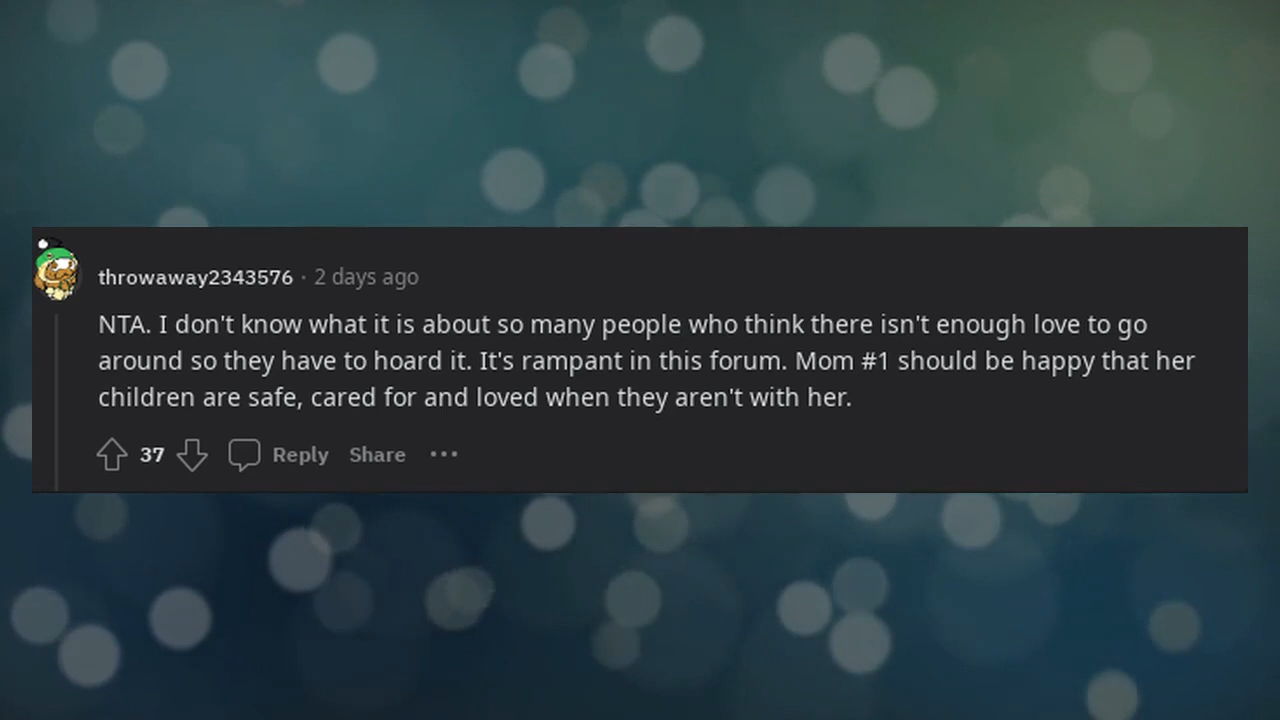 throwaway2343576 · 2 days ago
NTA. I don't know what it is about so many people who think there isn't enough love to go
around so they have to hoard it. It's rampant in this forum. Mom #1 should be happy that her
children are safe, cared for and loved when they aren't with her.
37 Reply Share •••